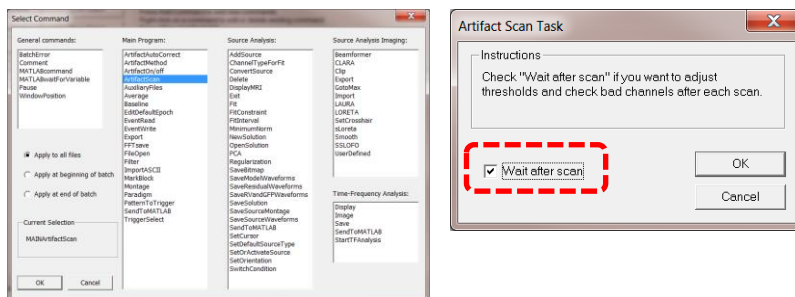 Select Command
General commands:
BatchError
Comment
MATLABcommand
MATLABwaitForVariable
Pause
WindowPosition
Apply to all files
Apply at beginning of batch
Apply at end of batch
Current Selection
MAINArtifactScan
OK
Cancel
Main Program:
ArtifactAutoCorrect
ArtifactMethod
ArtifactOn/off
ArtifactScan
AuxiliaryFiles
Average
Baseline
EditDefaultEpoch
EventRead
EventWrite
Export
FFTsave
FileOpen
Filter
ImportASCII
MarkBlock
Montage
Paradigm
PatternToTrigger
SendToMATLAB
TriggerSelect
Source Analysis:
AddSource
ChannelTypeForFit
ConvertSource
Delete
DisplayMRI
Exit
Fit
FitConstraint
FitInterval
MinimumNorm
NewSolution
OpenSolution
PCA
Regularization
SaveBitmap
SaveModelWaveforms
SaveResidualWaveforms
SaveRVandGFPWaveforms
SaveSolution
SaveSourceMontage
SaveSourceWaveforms
SendToMATLAB
SetCursor
SetDefaultSourceType
SetOrActivateSource
SetOrientation
SwitchCondition
Source Analysis Imaging:
Beamformer
CLARA
Clip
Export
GotoMax
Import
LAURA
LORETA
SetCrosshair
sLoreta
Smooth
SSLOFO
UserDefined
Time-Frequency Analysis:
Display
Image
Save
SendToMATLAB
StartTFAnalysis
Artifact Scan Task
Instructions
Check "Wait after scan" if you want to adjust
thresholds and check bad channels after each scan.
Wait after scan
OK
Cancel